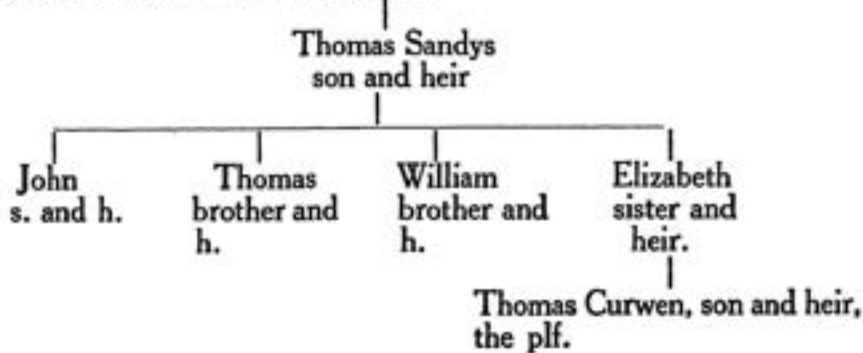 Thomas Sandys
son and heir
John
s. and h.
Thomas
brother and
h.
William
brother and
h.
Elizabeth
sister and
heir.
Thomas Curwen, son and heir,
the plf.